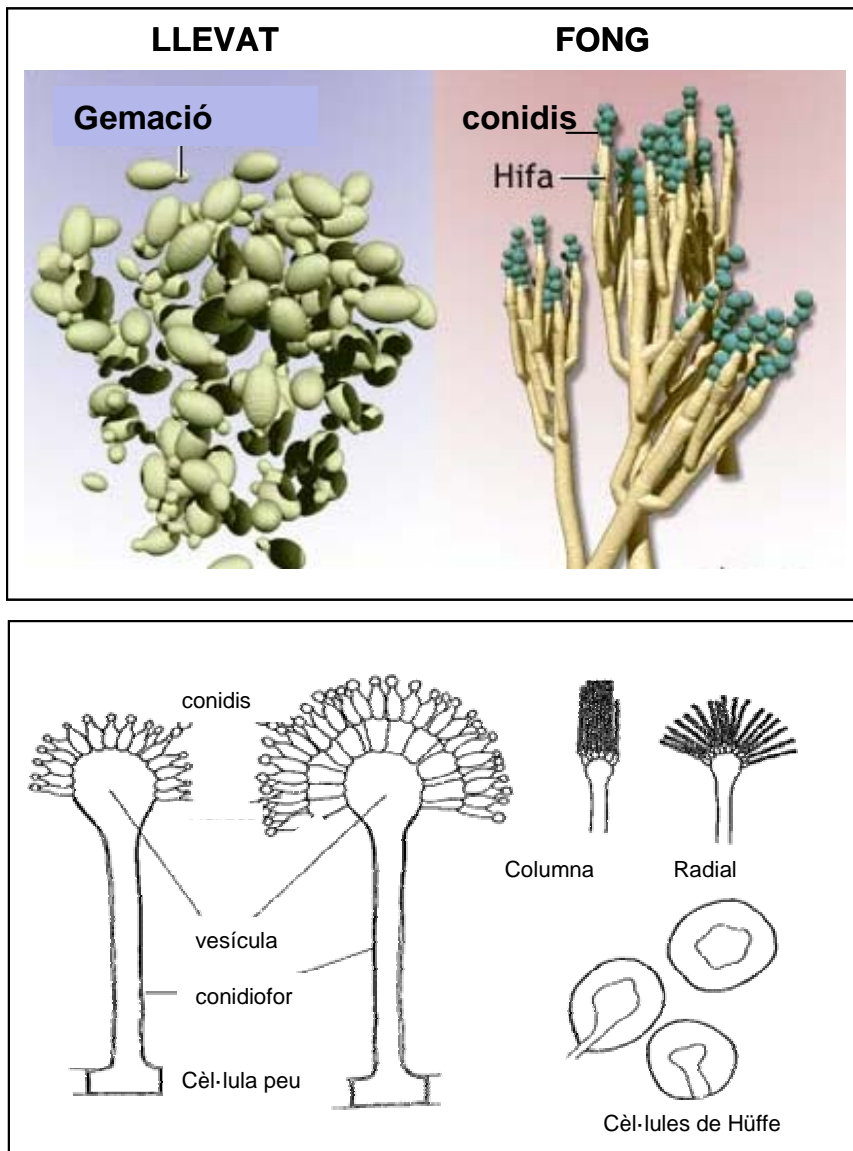 LLEVAT
FONG
Gemació
conidis
Hifa
conidis
Columna
Radial
vesícula
conidiofor
Cèl·lula peu
Cèl·lules de Hüffe